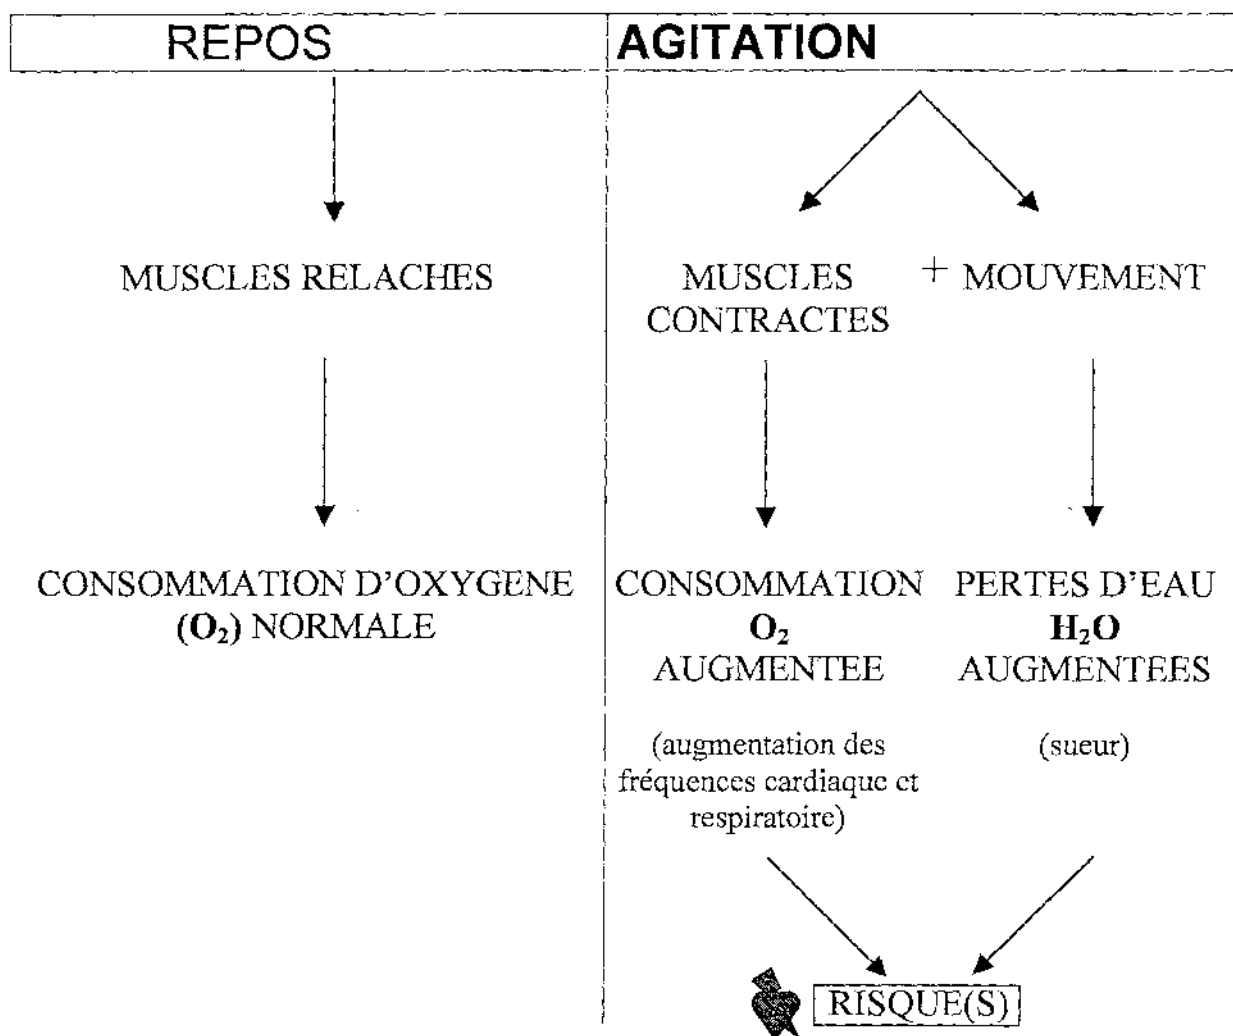 REPOS
AGITATION
MUSCLES RELACHES
MUSCLES
CONTRACTES
+ MOUVEMENT
CONSOMMATION D'OXYGENE
(O₂) NORMALE
CONSOMMATION
O₂
AUGMENTEE
(augmentation des
fréquences cardiaque et
respiratoire)
PERTES D'EAU
H₂O
AUGMENTEES
(sueur)
RISQUE(S)